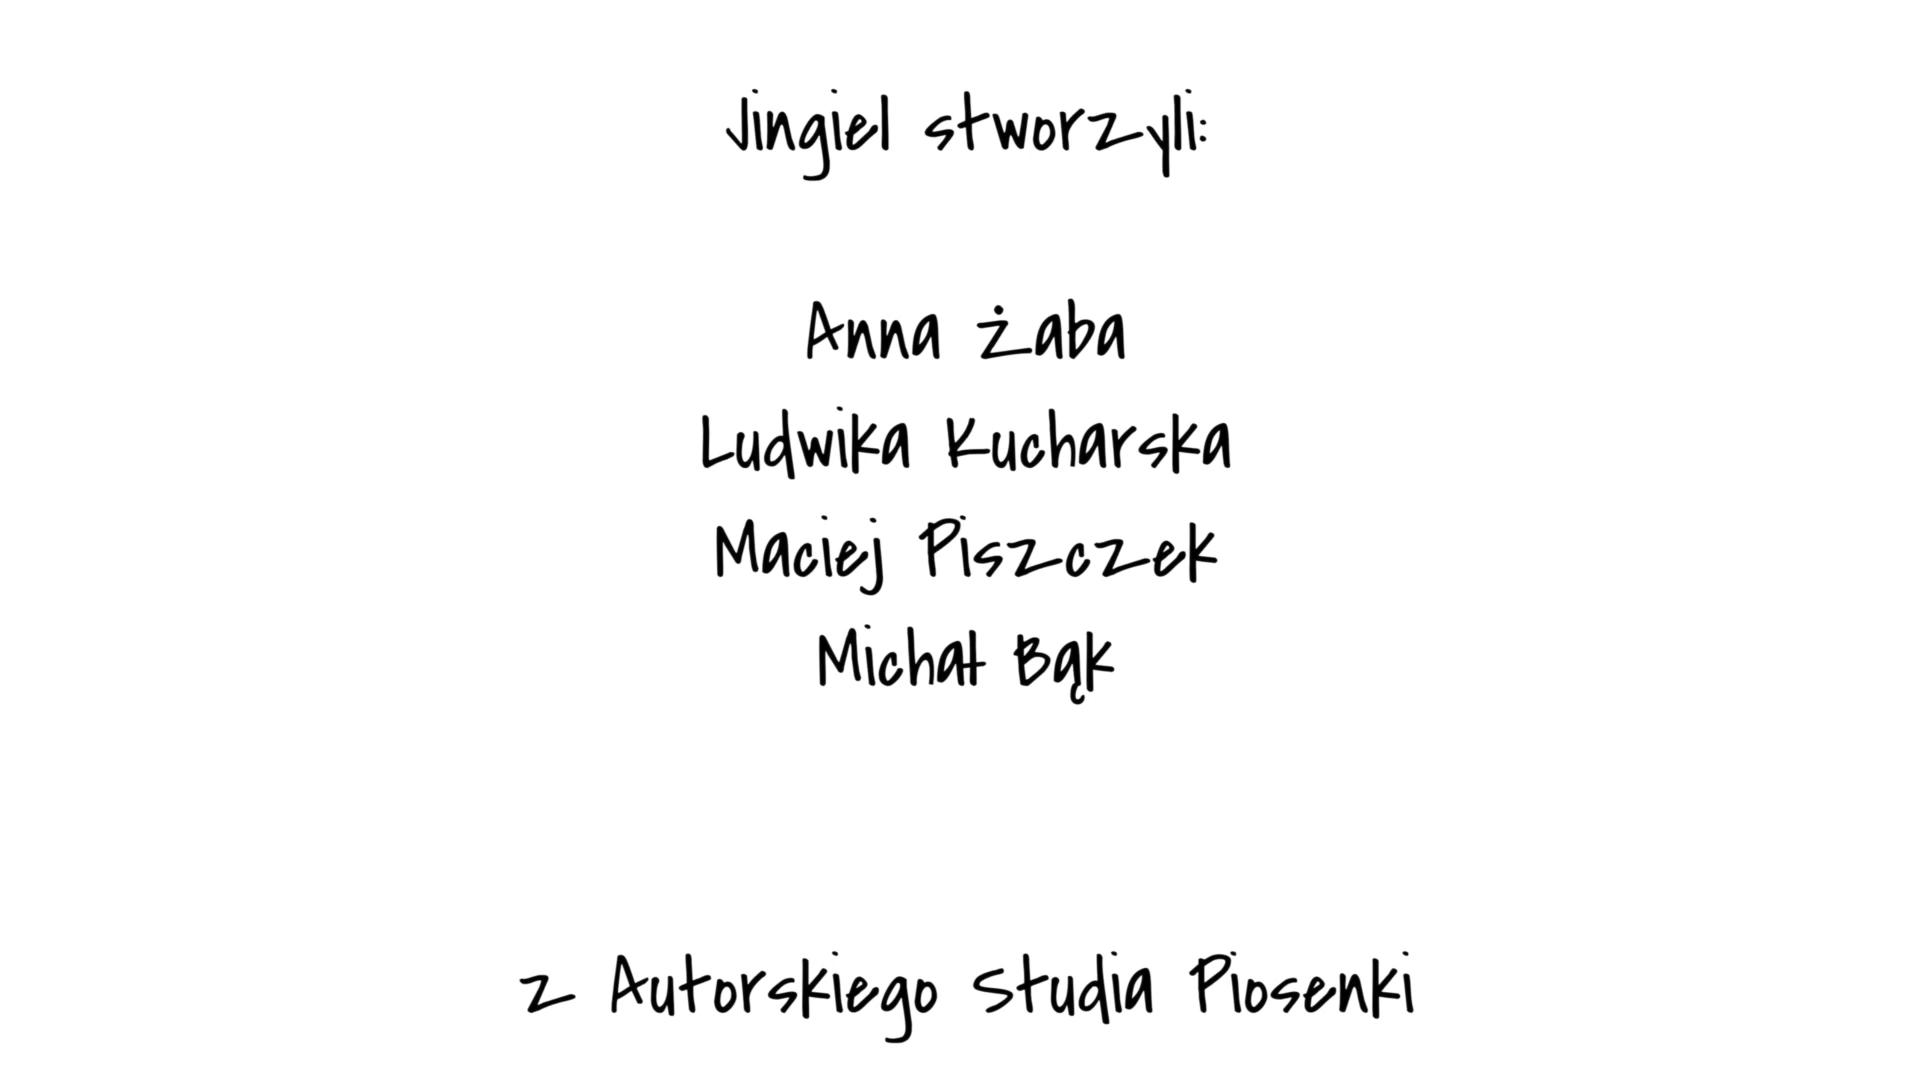 Jingiel stworzyli:
Anna Żaba
Ludwika Kucharska
Maciej Piszczek
Michał Bąk
z Autorskiego Studia Piosenki